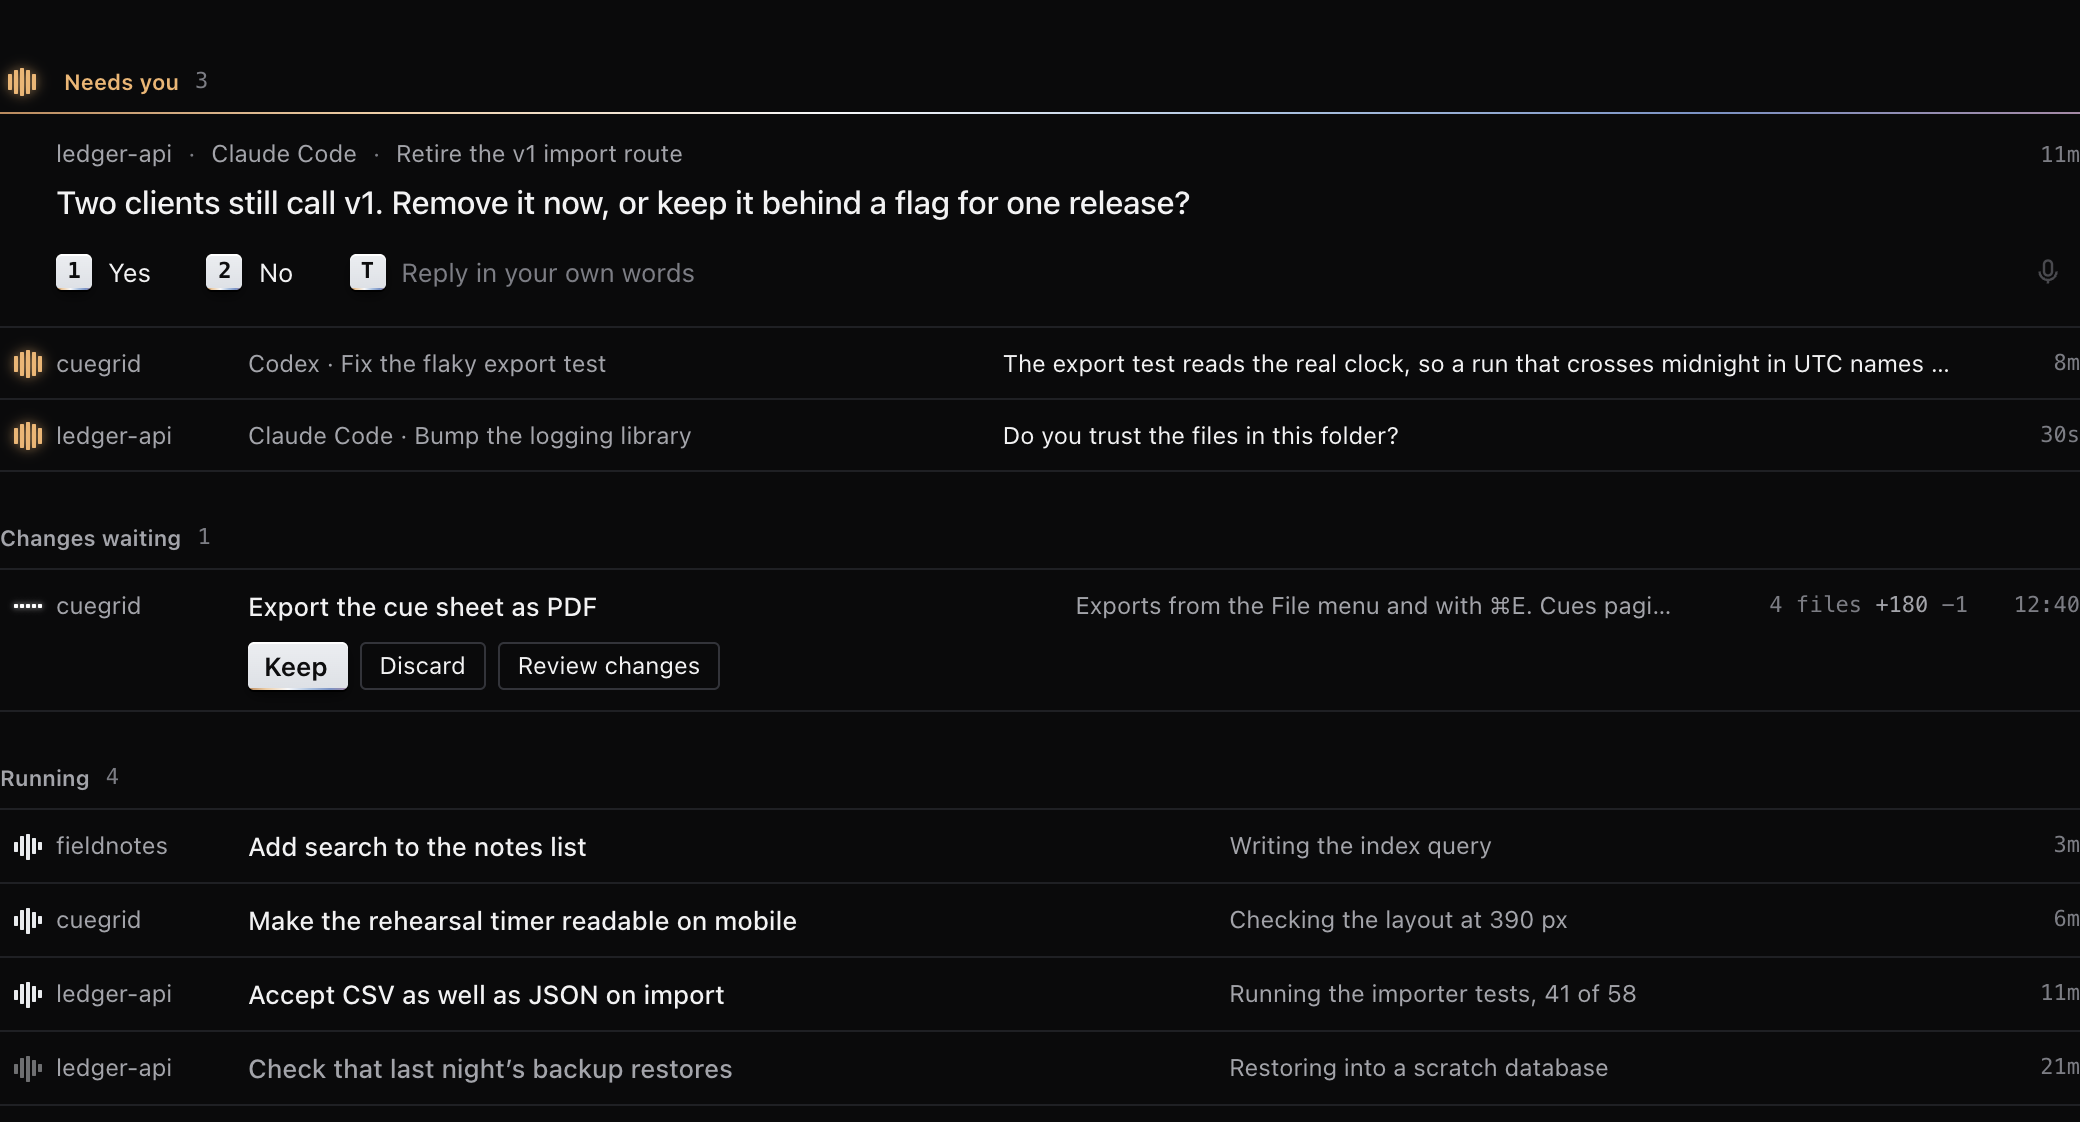 Needs you 3
ledger-api · Claude Code · Retire the v1 import route 11m
Two clients still call v1. Remove it now, or keep it behind a flag for one release?
1 Yes 2 No T Reply in your own words
cuegrid Codex · Fix the flaky export test The export test reads the real clock, so a run that crosses midnight in UTC names ... 8m
ledger-api Claude Code · Bump the logging library Do you trust the files in this folder? 30s
Changes waiting 1
cuegrid Export the cue sheet as PDF Exports from the File menu and with ⌘E. Cues pagi... 4 files +180 −1 12:40
Keep Discard Review changes
Running 4
fieldnotes Add search to the notes list Writing the index query 3m
cuegrid Make the rehearsal timer readable on mobile Checking the layout at 390 px 6m
ledger-api Accept CSV as well as JSON on import Running the importer tests, 41 of 58 11m
ledger-api Check that last night’s backup restores Restoring into a scratch database 21m